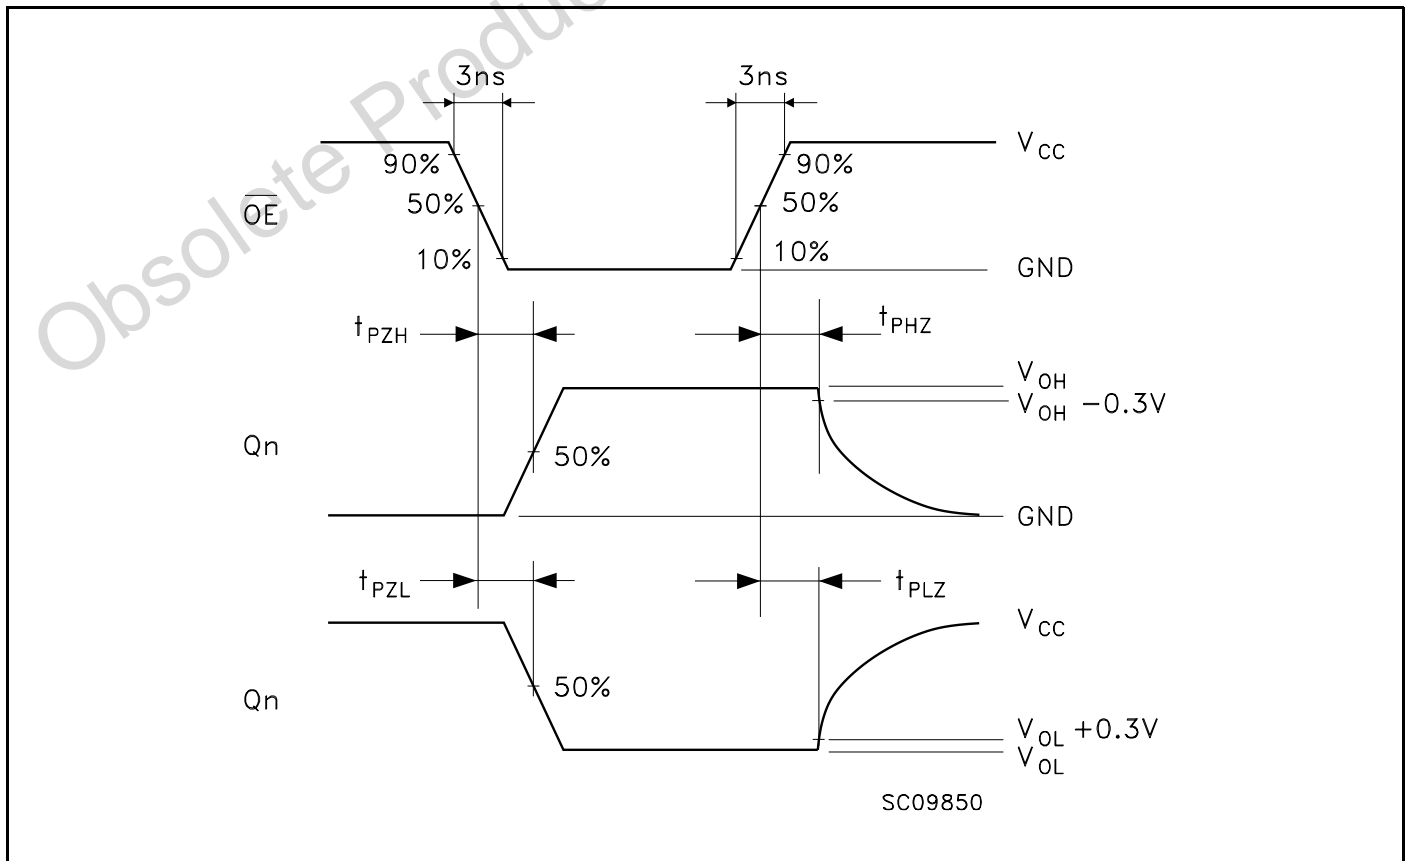 Obsolete Produ
3ns 3ns
V CC
90% 90%
50% 50%
OE
10% 10%
GND
t PZH t PHZ
V OH
V OH −0.3V
Qn
50%
GND
t PZL t PLZ
V CC
50%
Qn
V OL +0.3V
V OL
SC09850